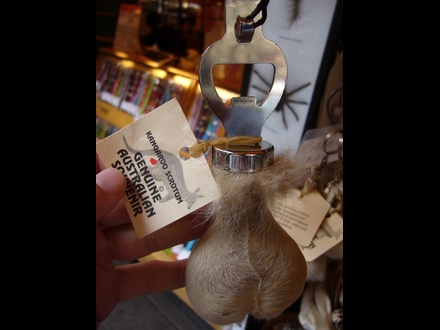 KANGAROO SCROTUM
GENUINE
AUSTRALIAN
SOUVENIR